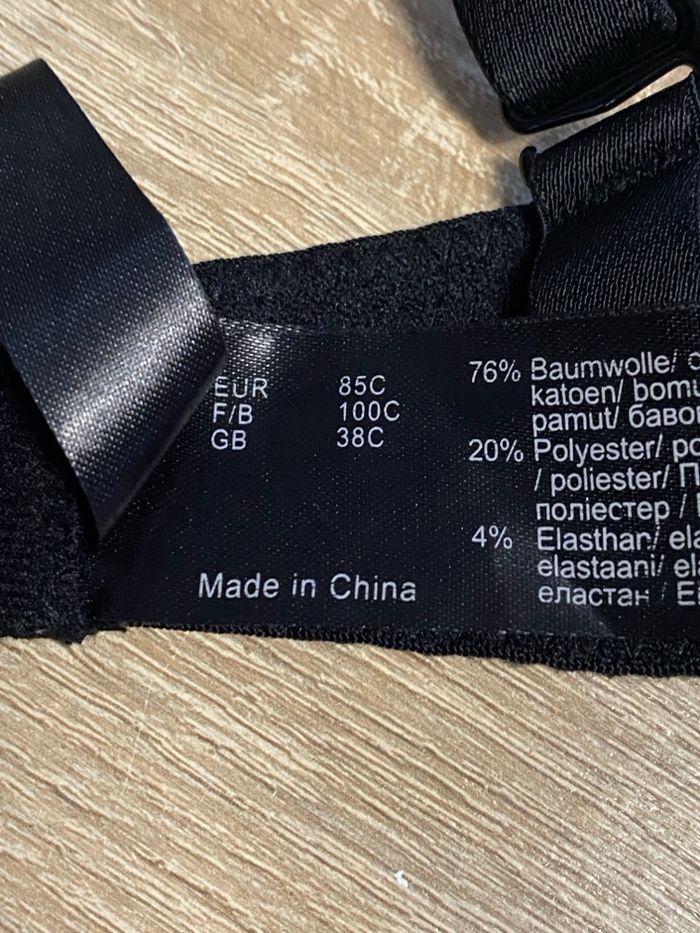 EUR 85C
F/B 100C
GB 38C
Made in China
76% Baumwolle/
katoen/
pamut/
20% Polyester/
/ poliester/
поліестер /
4% Elasthan/
elastaani/
еластан /